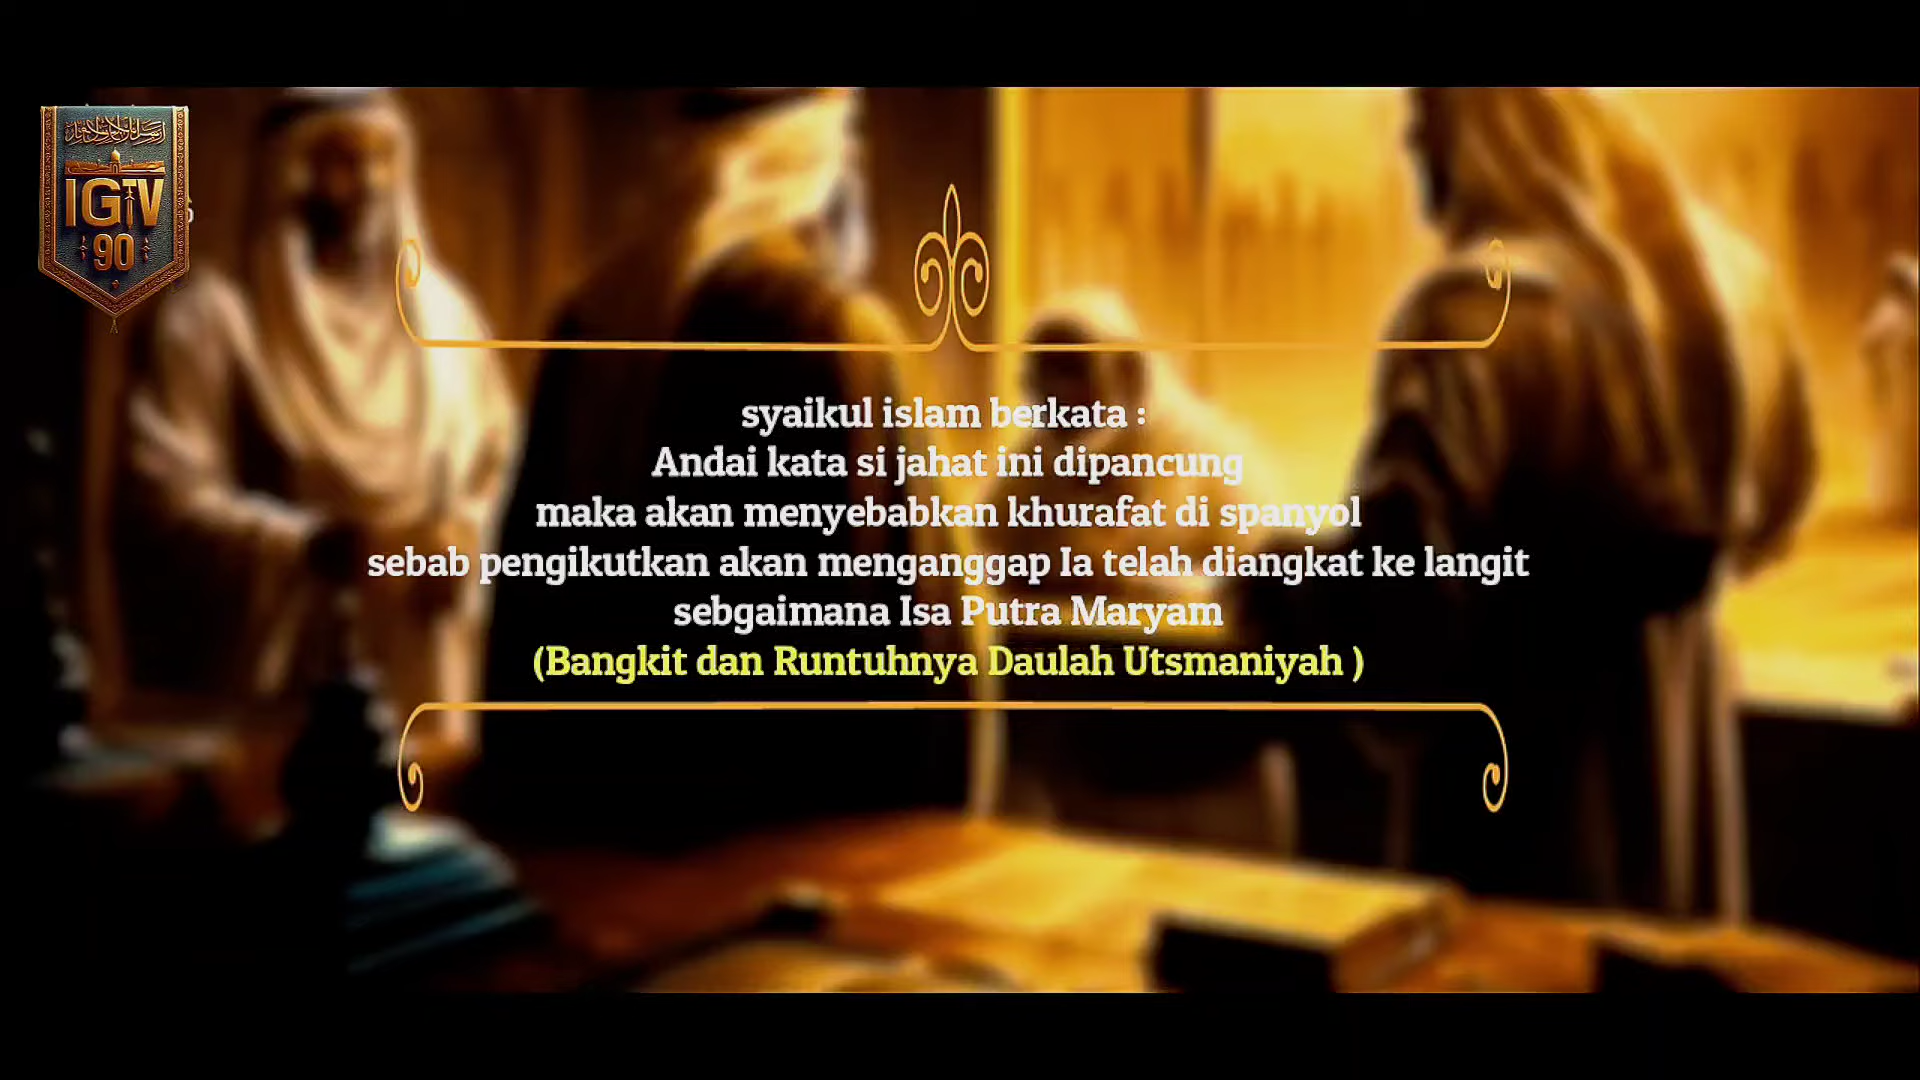 IGTV
90
syaikul islam berkata :
Andai kata si jahat ini dipancung
maka akan menyebabkan khurafat di spanyol
sebab pengikutkan akan menganggap Ia telah diangkat ke langit
sebgaimana Isa Putra Maryam
(Bangkit dan Runtuhnya Daulah Utsmaniyah )